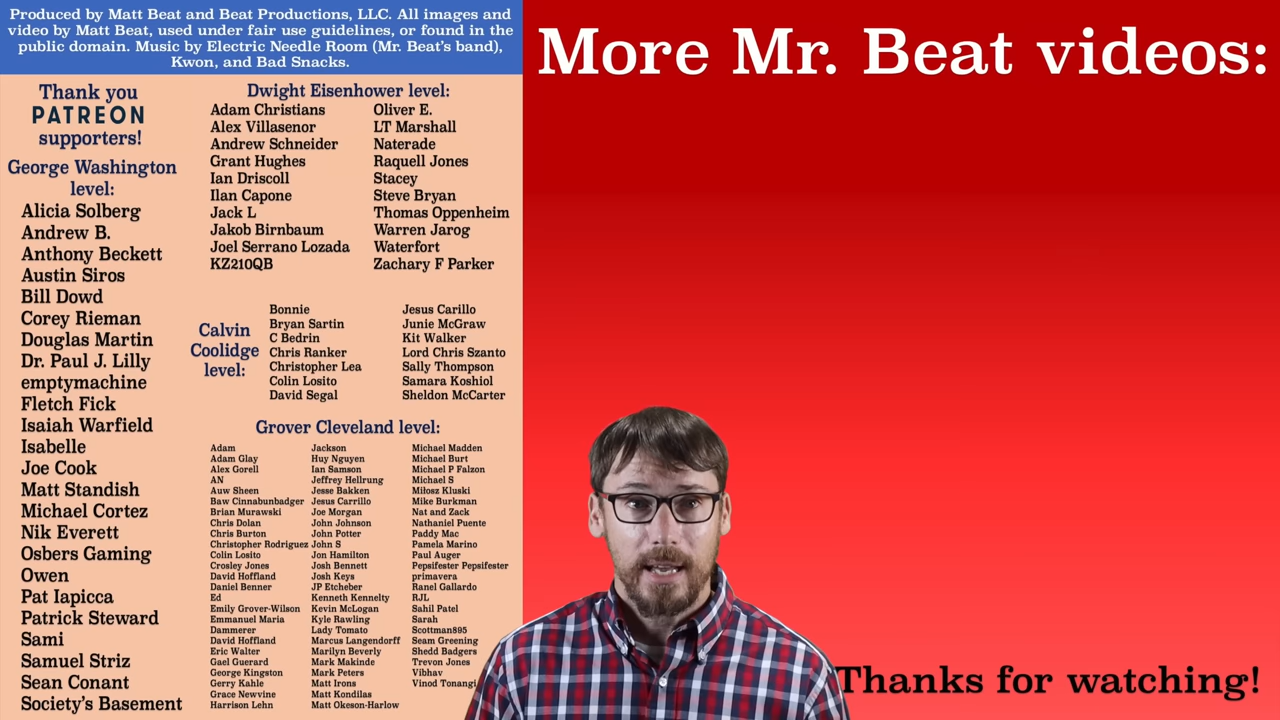 Produced by Matt Beat and Beat Productions, LLC. All images and
video by Matt Beat, used under fair use guidelines, or found in the
public domain. Music by Electric Needle Room (Mr. Beat's band),
Kwon, and Bad Snacks.
Thank you
PATREON
supporters!
George Washington
level:
Alicia Solberg
Andrew B.
Anthony Beckett
Austin Siros
Bill Dowd
Corey Rieman
Douglas Martin
Dr. Paul J. Lilly
emptymachine
Fletch Fick
Isaiah Warfield
Isabelle
Joe Cook
Matt Standish
Michael Cortez
Nik Everett
Osbers Gaming
Owen
Pat Iapicca
Patrick Steward
Sami
Samuel Striz
Sean Conant
Society's Basement
Dwight Eisenhower level:
Adam Christians
Alex Villasenor
Andrew Schneider
Grant Hughes
Ian Driscoll
Ilan Capone
Jack L
Jakob Birnbaum
Joel Serrano Lozada
KZ210QB
Oliver E.
LT Marshall
Naterade
Raquell Jones
Stacey
Steve Bryan
Thomas Oppenheim
Warren Jarog
Waterfort
Zachary F Parker
Calvin
Coolidge
level:
Bonnie
Bryan Sartin
C Bedrin
Chris Ranker
Christopher Lea
Colin Losito
David Segal
Jesus Carillo
Junie McGraw
Kit Walker
Lord Chris Szanto
Sally Thompson
Samara Koshiol
Sheldon McCarter
Grover Cleveland level:
Adam
Adam Glay
Alex Gorell
AN
Auw Sheen
Baw Cinnabunbadger
Brian Murawski
Chris Dolan
Chris Burton
Christopher Rodriguez
Colin Losito
Crosley Jones
David Hoffland
Daniel Benner
Ed
Emily Grover-Wilson
Emmanuel Maria
Dammerer
David Hoffland
Eric Walter
Gael Guerard
George Kingston
Gerry Kahle
Grace Newvine
Harrison Lehn
Jackson
Huy Nguyen
Ian Samson
Jeffrey Hellrung
Jesse Bakken
Jesus Carrillo
Joe Morgan
John Johnson
John Potter
John S
Jon Hamilton
Josh Bennett
Josh Keys
JP Etcheber
Kenneth Kennelty
Kevin McLogan
Kyle Rawling
Lady Tomato
Marcus Langendorff
Marilyn Beverly
Mark Makinde
Mark Peters
Matt Irons
Matt Kondilas
Matt Okeson-Harlow
Michael Madden
Michael Burt
Michael P Falzon
Michael S
Miłosz Kluski
Mike Burkman
Nat and Zack
Nathaniel Puente
Paddy Mac
Pamela Marino
Paul Auger
Pepsifester Pepsifester
primavera
Ranel Gallardo
RJL
Sahil Patel
Sarah
Scottman895
Seam Greening
Shedd Badgers
Trevon Jones
Vibhav
Vinod Tonangi
More Mr. Beat videos:
Thanks for watching!